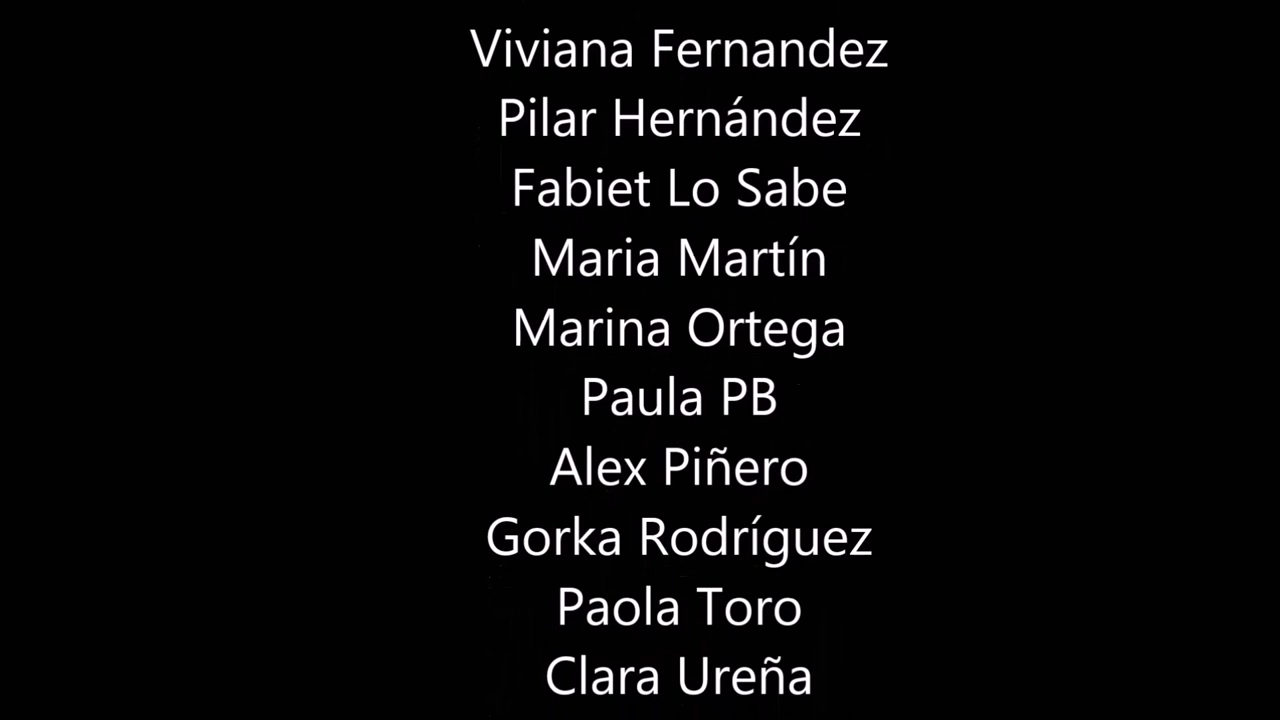 Viviana Fernandez
Pilar Hernández
Fabiet Lo Sabe
Maria Martín
Marina Ortega
Paula PB
Alex Piñero
Gorka Rodríguez
Paola Toro
Clara Ureña